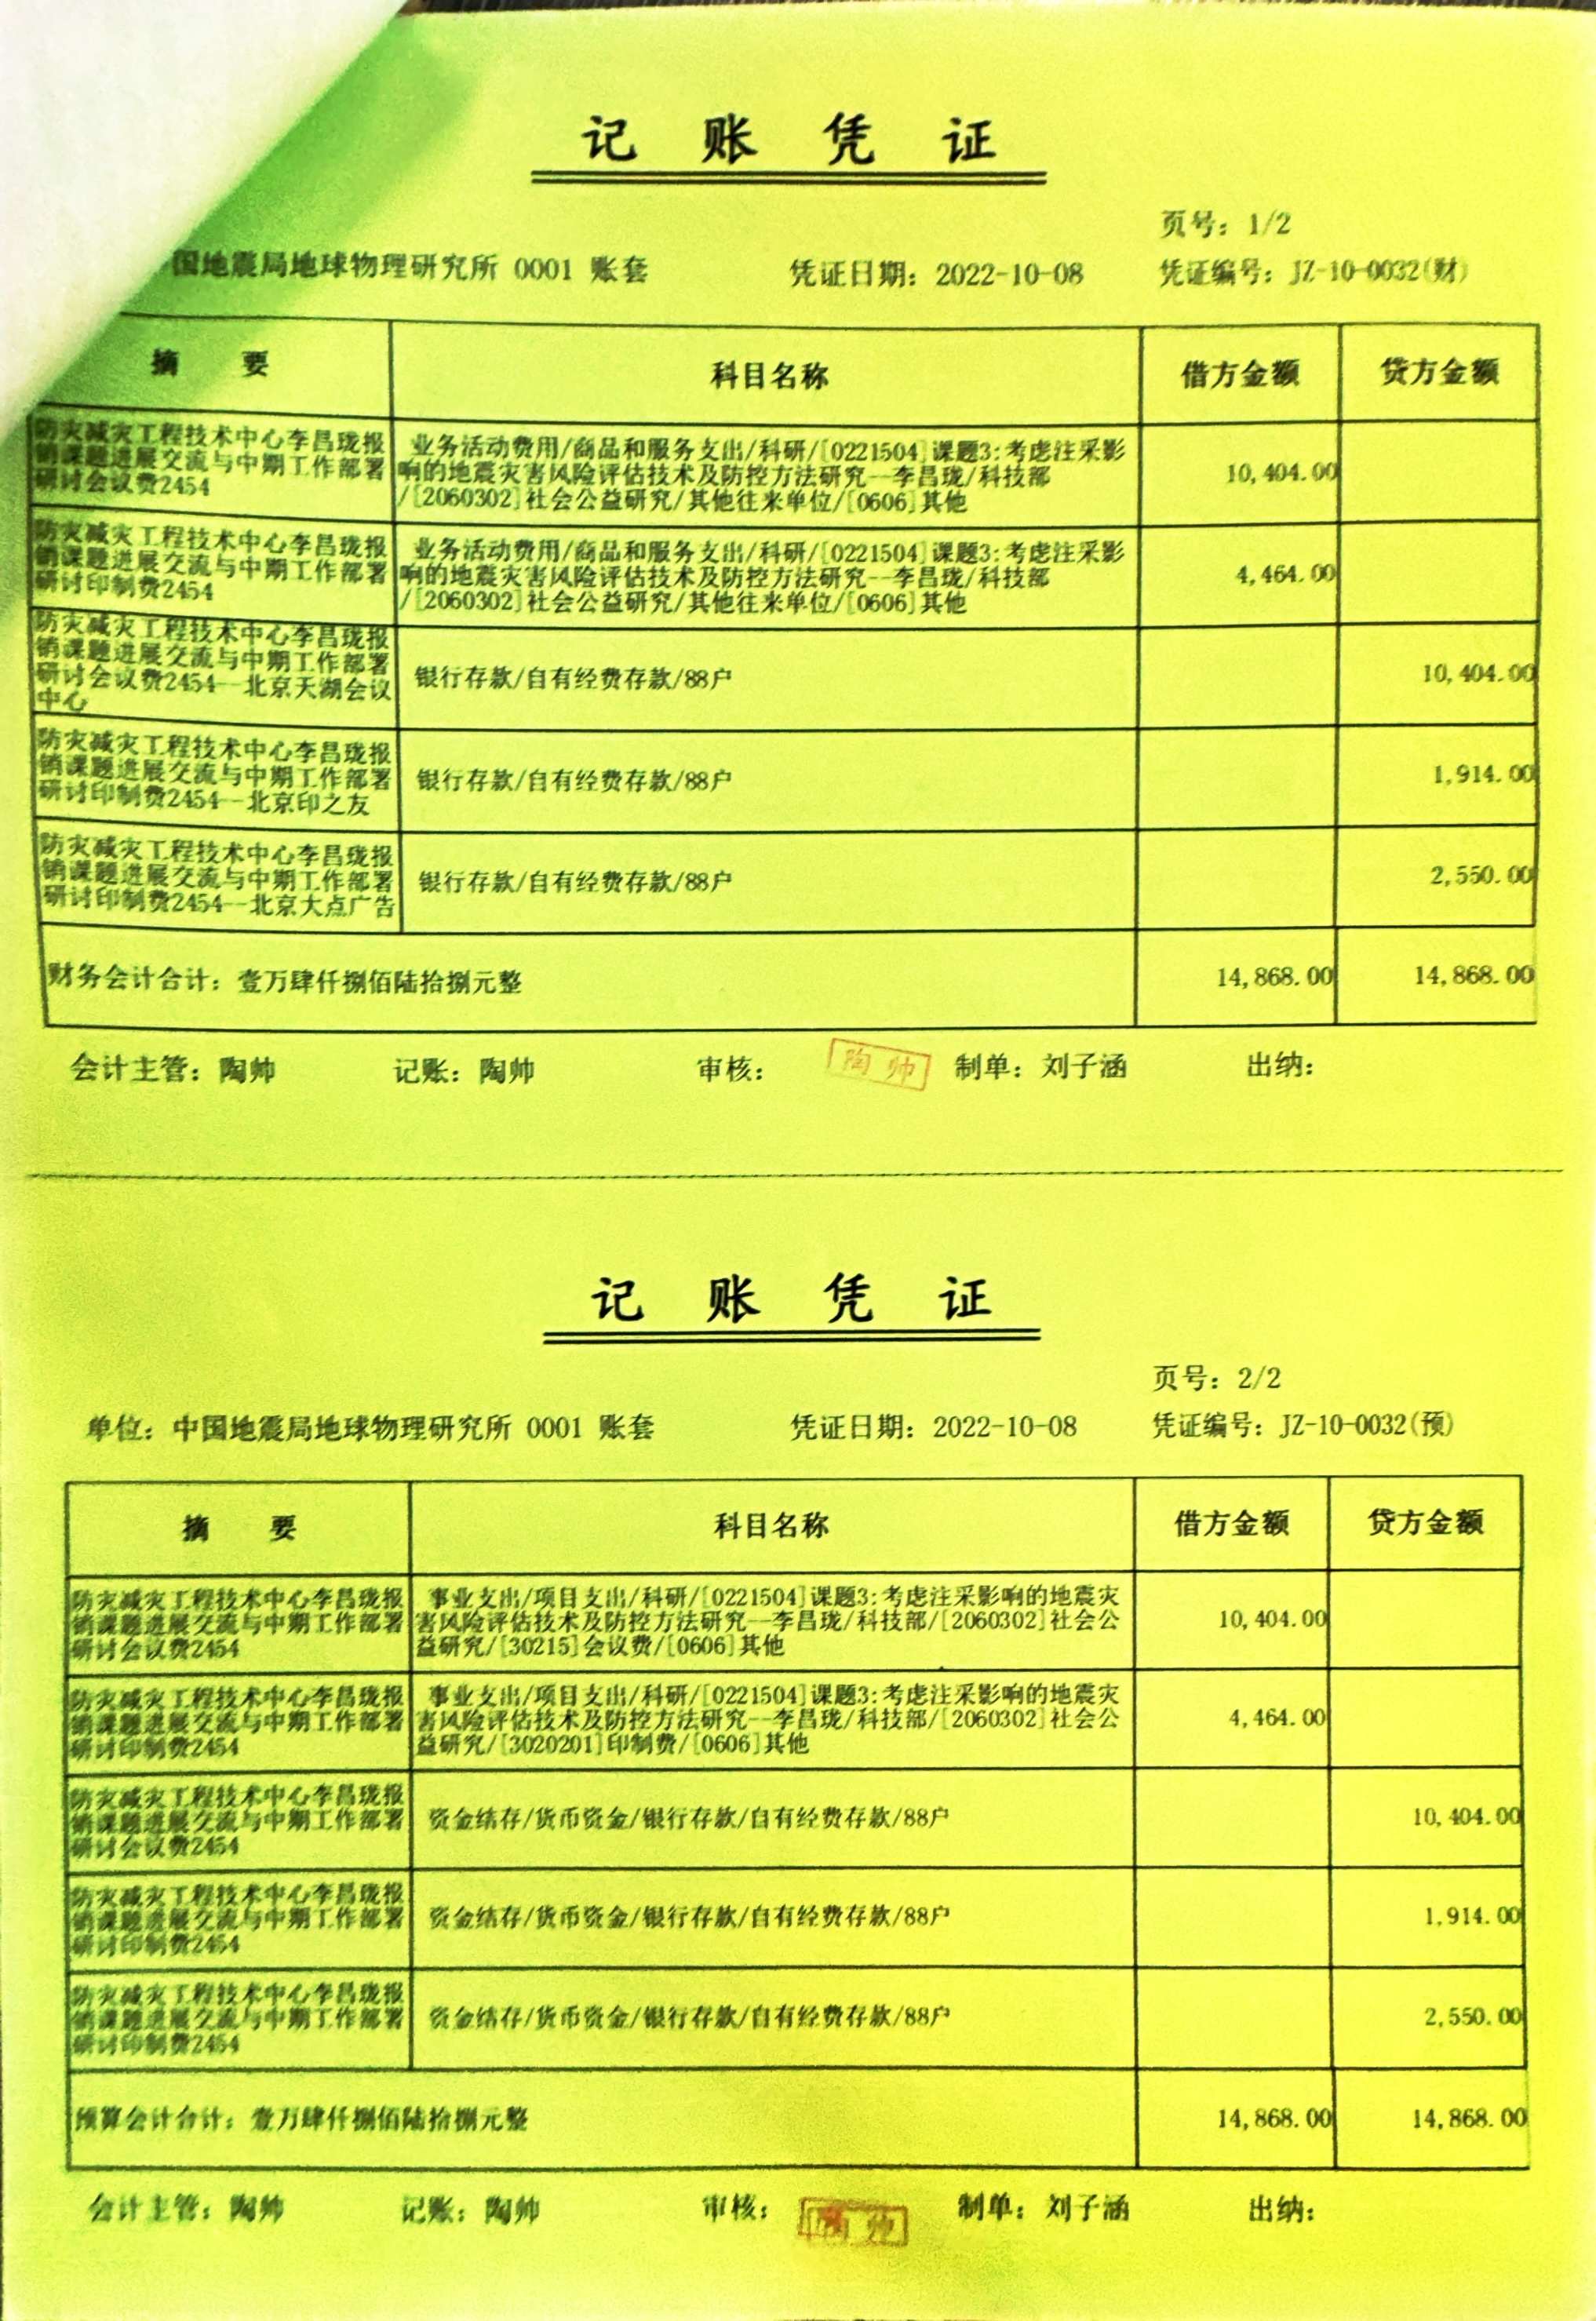 记 账 凭 证
页号：1/2
国地震局地球物理研究所 0001 账套 凭证日期：2022-10-08 凭证编号：JZ-10-0032(财)
摘 要 科目名称 借方金额 贷方金额
防灾减灾工程技术中心李昌珑报
销课题进展交流与中期工作部署
研讨会议费2454
业务活动费用/商品和服务支出/科研/[0221504]课题3:考虑注采影
响的地震灾害风险评估技术及防控方法研究--李昌珑/科技部
/[2060302]社会公益研究/其他往来单位/[0606]其他
10,404.00
防灾减灾工程技术中心李昌珑报
销课题进展交流与中期工作部署
研讨印制费2454
业务活动费用/商品和服务支出/科研/[0221504]课题3:考虑注采影
响的地震灾害风险评估技术及防控方法研究--李昌珑/科技部
/[2060302]社会公益研究/其他往来单位/[0606]其他
4,464.00
防灾减灾工程技术中心李昌珑报
销课题进展交流与中期工作部署
研讨会议费2454--北京天湖会议
中心
银行存款/自有经费存款/88户
10,404.00
防灾减灾工程技术中心李昌珑报
销课题进展交流与中期工作部署
研讨印制费2454--北京印之友
银行存款/自有经费存款/88户
1,914.00
防灾减灾工程技术中心李昌珑报
销课题进展交流与中期工作部署
研讨印制费2454--北京大点广告
银行存款/自有经费存款/88户
2,550.00
财务会计合计：壹万肆仟捌佰陆拾捌元整 14,868.00 14,868.00
会计主管：陶帅 记账：陶帅 审核： 陶帅 制单：刘子涵 出纳：
记 账 凭 证
页号：2/2
单位：中国地震局地球物理研究所 0001 账套 凭证日期：2022-10-08 凭证编号：JZ-10-0032(预)
摘 要 科目名称 借方金额 贷方金额
防灾减灾工程技术中心李昌珑报
销课题进展交流与中期工作部署
研讨会议费2454
事业支出/项目支出/科研/[0221504]课题3:考虑注采影响的地震灾
害风险评估技术及防控方法研究--李昌珑/科技部/[2060302]社会公
益研究/[30215]会议费/[0606]其他
10,404.00
防灾减灾工程技术中心李昌珑报
销课题进展交流与中期工作部署
研讨印制费2454
事业支出/项目支出/科研/[0221504]课题3:考虑注采影响的地震灾
害风险评估技术及防控方法研究--李昌珑/科技部/[2060302]社会公
益研究/[3020201]印制费/[0606]其他
4,464.00
防灾减灾工程技术中心李昌珑报
销课题进展交流与中期工作部署
研讨会议费2454
资金结存/货币资金/银行存款/自有经费存款/88户
10,404.00
防灾减灾工程技术中心李昌珑报
销课题进展交流与中期工作部署
研讨印制费2454
资金结存/货币资金/银行存款/自有经费存款/88户
1,914.00
防灾减灾工程技术中心李昌珑报
销课题进展交流与中期工作部署
研讨印制费2454
资金结存/货币资金/银行存款/自有经费存款/88户
2,550.00
预算会计合计：壹万肆仟捌佰陆拾捌元整 14,868.00 14,868.00
会计主管：陶帅 记账：陶帅 审核： 陶帅 制单：刘子涵 出纳：